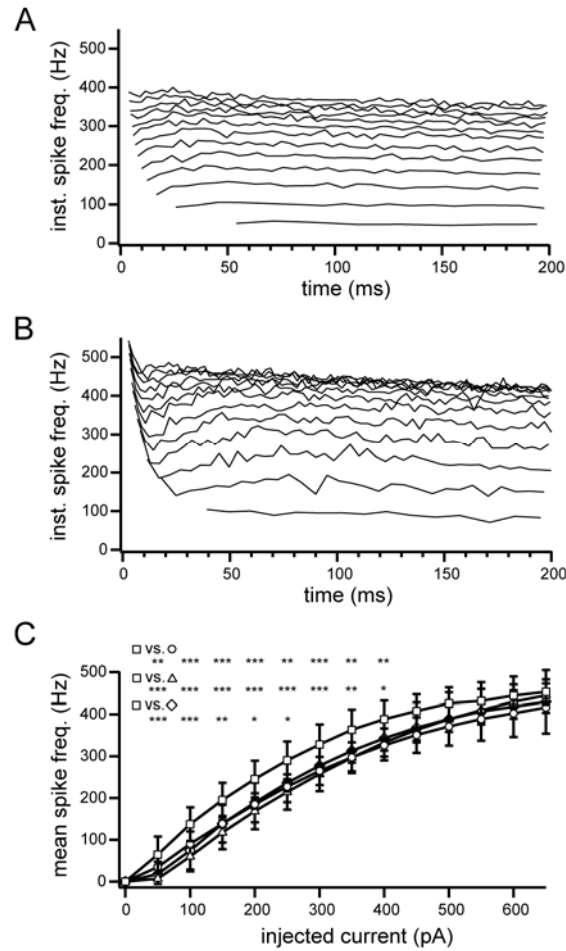 A
500
400
300
200
100
0
inst. spike freq. (Hz)
0 50 100 150 200
time (ms)
B
500
400
300
200
100
0
inst. spike freq. (Hz)
0 50 100 150 200
time (ms)
C
□ vs. ○
** *** *** *** ** *** ** **
□ vs. △
*** *** *** *** *** *** ** *
□ vs. ◇
*** *** ** * *
500
400
300
200
100
0
mean spike freq. (Hz)
0 100 200 300 400 500 600
injected current (pA)